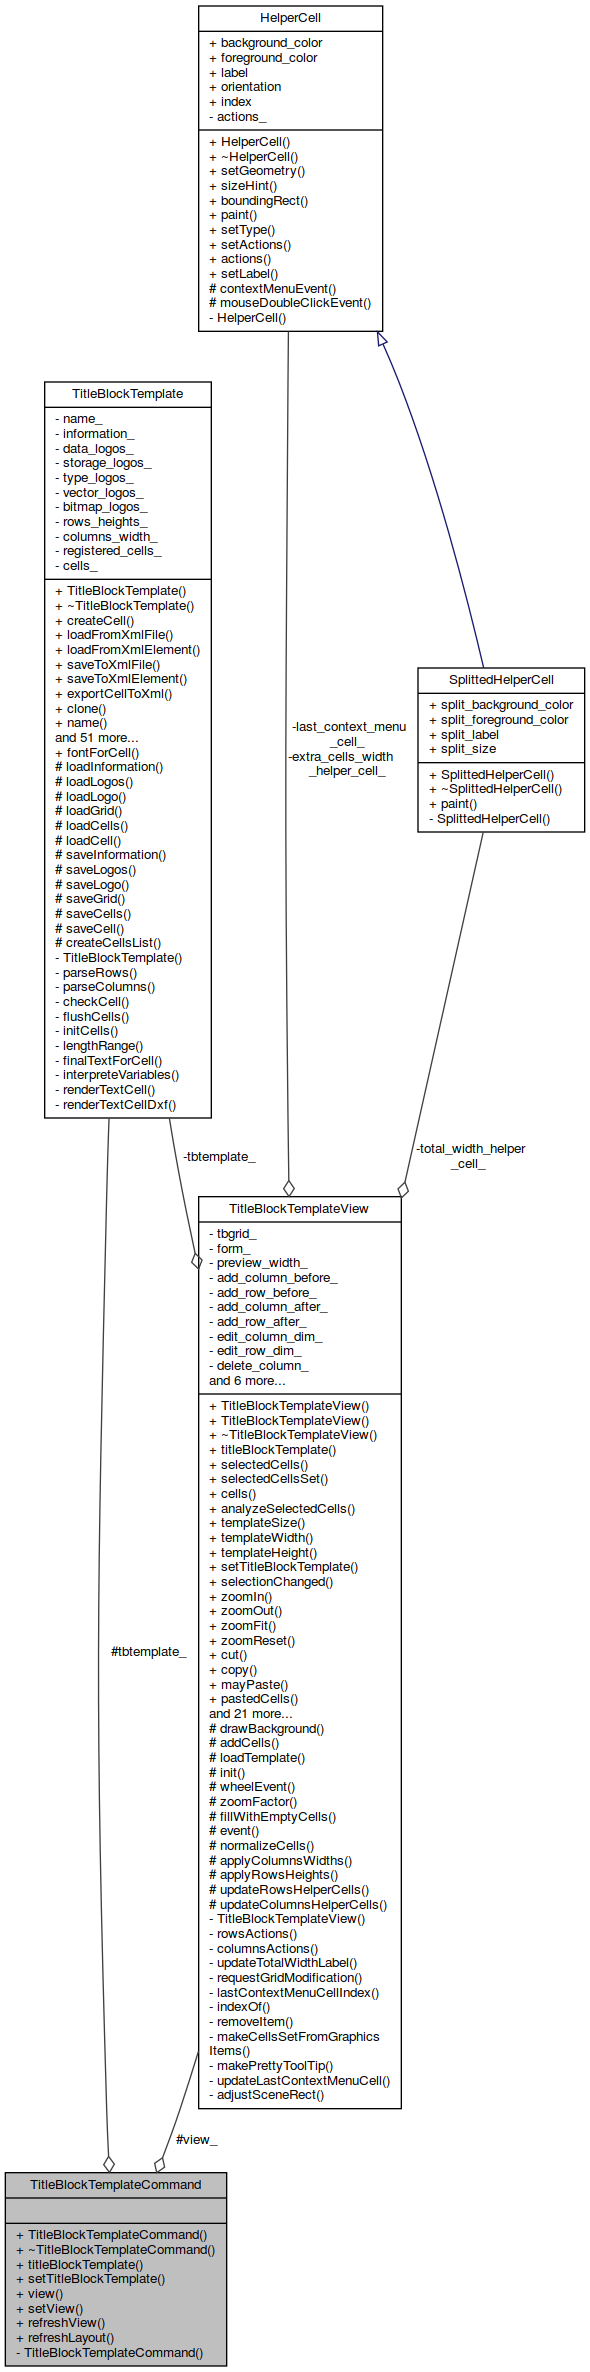 HelperCell
+ background_color
+ foreground_color
+ label
+ orientation
+ index
- actions_
+ HelperCell()
+ ~HelperCell()
+ setGeometry()
+ sizeHint()
+ boundingRect()
+ paint()
+ setType()
+ setActions()
+ actions()
+ setLabel()
# contextMenuEvent()
# mouseDoubleClickEvent()
- HelperCell()
TitleBlockTemplate
- name_
- information_
- data_logos_
- storage_logos_
- type_logos_
- vector_logos_
- bitmap_logos_
- rows_heights_
- columns_width_
- registered_cells_
- cells_
+ TitleBlockTemplate()
+ ~TitleBlockTemplate()
+ createCell()
+ loadFromXmlFile()
+ loadFromXmlElement()
+ saveToXmlFile()
+ saveToXmlElement()
+ exportCellToXml()
+ clone()
+ name()
and 51 more...
+ fontForCell()
# loadInformation()
# loadLogos()
# loadLogo()
# loadGrid()
# loadCells()
# loadCell()
# saveInformation()
# saveLogos()
# saveLogo()
# saveGrid()
# saveCells()
# saveCell()
# createCellsList()
- TitleBlockTemplate()
- parseRows()
- parseColumns()
- checkCell()
- flushCells()
- initCells()
- lengthRange()
- finalTextForCell()
- interpreteVariables()
- renderTextCell()
- renderTextCellDxf()
SplittedHelperCell
+ split_background_color
+ split_foreground_color
+ split_label
+ split_size
+ SplittedHelperCell()
+ ~SplittedHelperCell()
+ paint()
- SplittedHelperCell()
-last_context_menu
_cell_
-extra_cells_width
_helper_cell_
-total_width_helper
_cell_
-tbtemplate_
TitleBlockTemplateView
- tbgrid_
- form_
- preview_width_
- add_column_before_
- add_row_before_
- add_column_after_
- add_row_after_
- edit_column_dim_
- edit_row_dim_
- delete_column_
and 6 more...
+ TitleBlockTemplateView()
+ TitleBlockTemplateView()
+ ~TitleBlockTemplateView()
+ titleBlockTemplate()
+ selectedCells()
+ selectedCellsSet()
+ cells()
+ analyzeSelectedCells()
+ templateSize()
+ templateWidth()
+ templateHeight()
+ setTitleBlockTemplate()
+ selectionChanged()
+ zoomIn()
+ zoomOut()
+ zoomFit()
+ zoomReset()
+ cut()
+ copy()
+ mayPaste()
+ pastedCells()
and 21 more...
# drawBackground()
# addCells()
# loadTemplate()
# init()
# wheelEvent()
# zoomFactor()
# fillWithEmptyCells()
# event()
# normalizeCells()
# applyColumnsWidths()
# applyRowsHeights()
# updateRowsHelperCells()
# updateColumnsHelperCells()
- TitleBlockTemplateView()
- rowsActions()
- columnsActions()
- updateTotalWidthLabel()
- requestGridModification()
- lastContextMenuCellIndex()
- indexOf()
- removeItem()
- makeCellsSetFromGraphics
Items()
- makePrettyToolTip()
- updateLastContextMenuCell()
- adjustSceneRect()
#tbtemplate_
#view_
TitleBlockTemplateCommand
+ TitleBlockTemplateCommand()
+ ~TitleBlockTemplateCommand()
+ titleBlockTemplate()
+ setTitleBlockTemplate()
+ view()
+ setView()
+ refreshView()
+ refreshLayout()
- TitleBlockTemplateCommand()